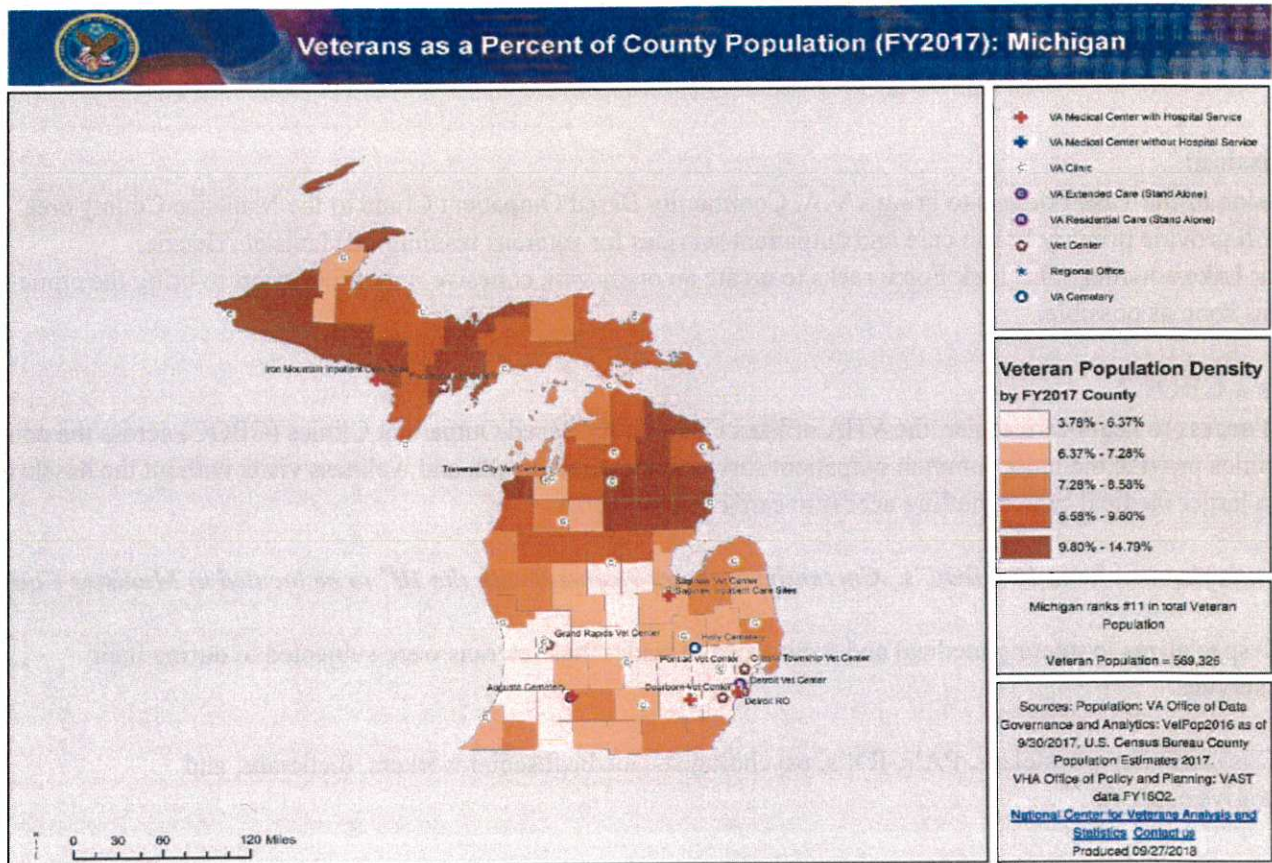 Veterans as a Percent of County Population (FY2017): Michigan
VA Medical Center with Hospital Service
VA Medical Center without Hospital Service
VA Clinic
VA Extended Care (Stand Alone)
VA Residential Care (Stand Alone)
Vet Center
Regional Office
VA Cemetery
Veteran Population Density
by FY2017 County
3.78% - 6.37%
6.37% - 7.28%
7.28% - 8.58%
8.58% - 9.80%
9.80% - 14.79%
Michigan ranks #11 in total Veteran
Population
Veteran Population = 589,326
Sources: Population: VA Office of Data
Governance and Analytics: VetPop2016 as of
9/30/2017, U.S. Census Bureau County
Population Estimates 2017.
VHA Office of Policy and Planning: VAST
data FY18Q2.
National Center for Veterans Analysis and
Statistics Contact us
Produced 09/27/2018
Iron Mountain Inpatient Care Sites
Traverse City Vet Center
Saginaw Vet Center
Saginaw Inpatient Care Sites
Grand Rapids Vet Center
Holly Cemetery
Pontiac Vet Center
Clinton Township Vet Center
Augusta Cemetery
Dearborn Vet Center
Detroit Vet Center
Detroit RO
0 30 60 120 Miles